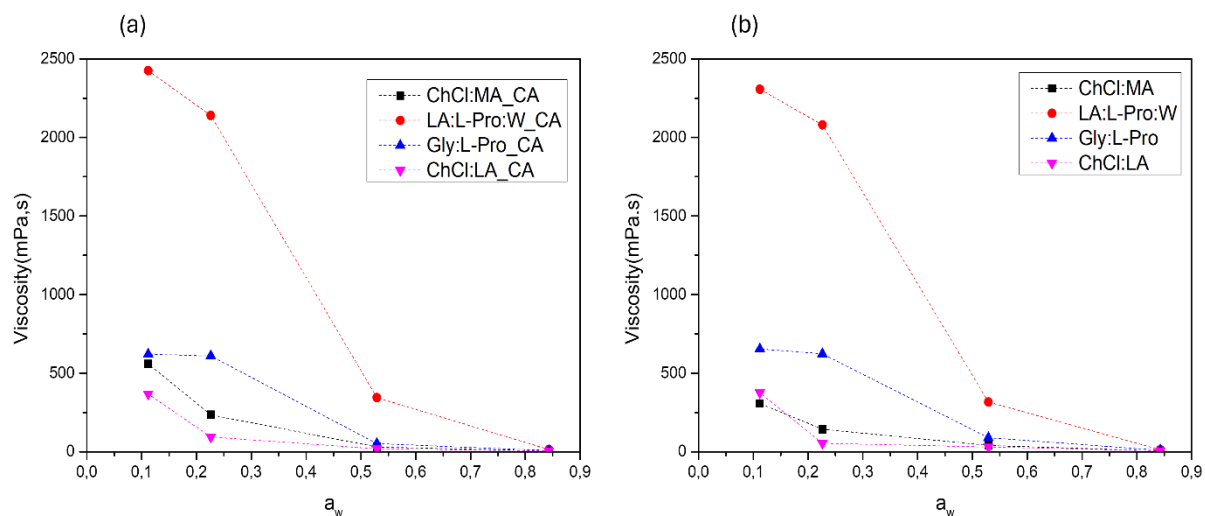 (a)
2500
2000
1500
1000
500
0
Viscosity(mPa,s)
ChCl:MA_CA
LA:L-Pro:W_CA
Gly:L-Pro_CA
ChCl:LA_CA
0,0 0,1 0,2 0,3 0,4 0,5 0,6 0,7 0,8 0,9
aw
(b)
2500
2000
1500
1000
500
0
Viscosity(mPa.s)
ChCl:MA
LA:L-Pro:W
Gly:L-Pro
ChCl:LA
0,0 0,1 0,2 0,3 0,4 0,5 0,6 0,7 0,8 0,9
aw